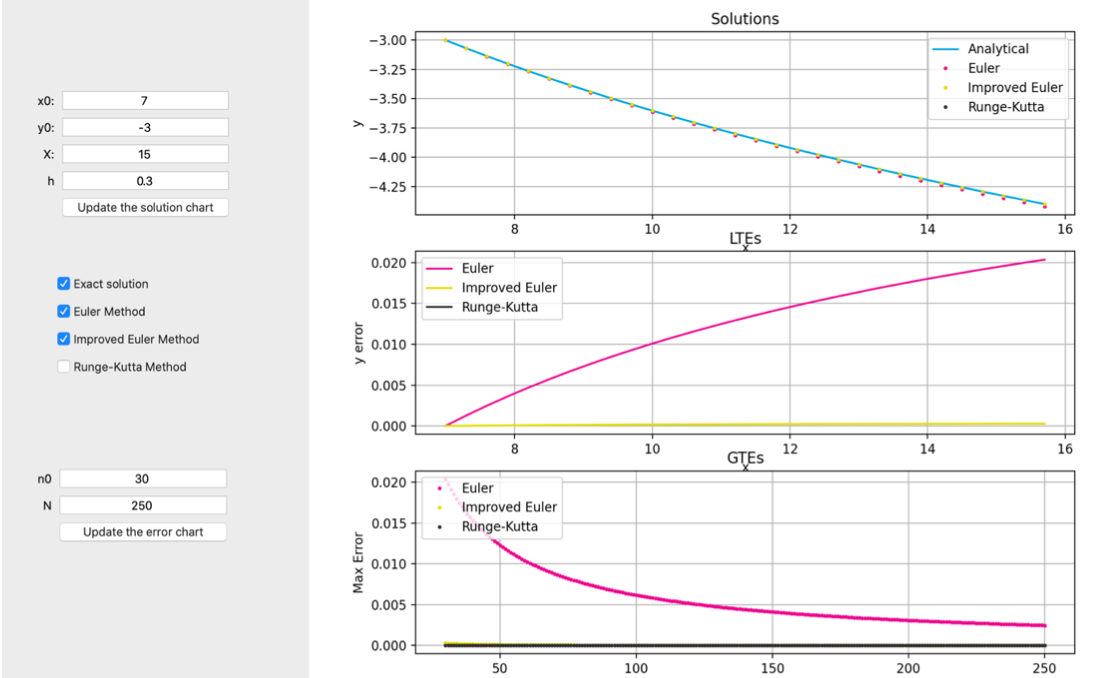 x0: 7
y0: -3
X: 15
h 0.3
Update the solution chart
Exact solution
Euler Method
Improved Euler Method
Runge-Kutta Method
n0 30
N 250
Update the error chart
Solutions
y
−3.00
−3.25
−3.50
−3.75
−4.00
−4.25
Analytical
Euler
Improved Euler
Runge-Kutta
8 10 12 14 16
x
LTEs
y error
0.020
0.015
0.010
0.005
0.000
Euler
Improved Euler
Runge-Kutta
8 10 12 14 16
x
GTEs
Max Error
0.020
0.015
0.010
0.005
0.000
Euler
Improved Euler
Runge-Kutta
50 100 150 200 250